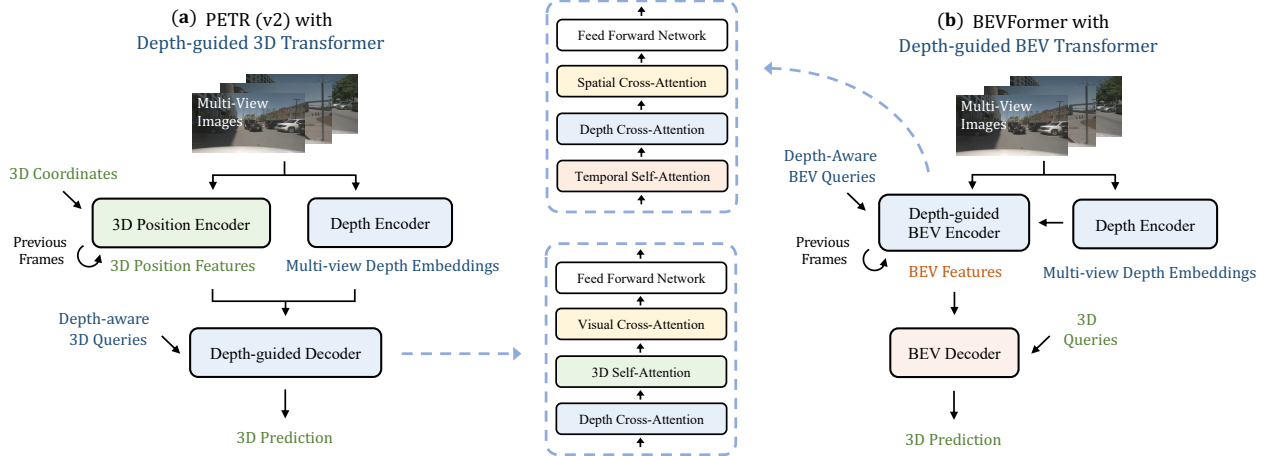 (a) PETR (v2) with
Depth-guided 3D Transformer
Multi-View
Images
3D Coordinates
3D Position Encoder
Depth Encoder
Previous
Frames
3D Position Features
Multi-view Depth Embeddings
Depth-aware
3D Queries
Depth-guided Decoder
3D Prediction
Feed Forward Network
Spatial Cross-Attention
Depth Cross-Attention
Temporal Self-Attention
Feed Forward Network
Visual Cross-Attention
3D Self-Attention
Depth Cross-Attention
(b) BEVFormer with
Depth-guided BEV Transformer
Multi-View
Images
Depth-Aware
BEV Queries
Depth-guided
BEV Encoder
Depth Encoder
Previous
Frames
BEV Features
Multi-view Depth Embeddings
BEV Decoder
3D
Queries
3D Prediction